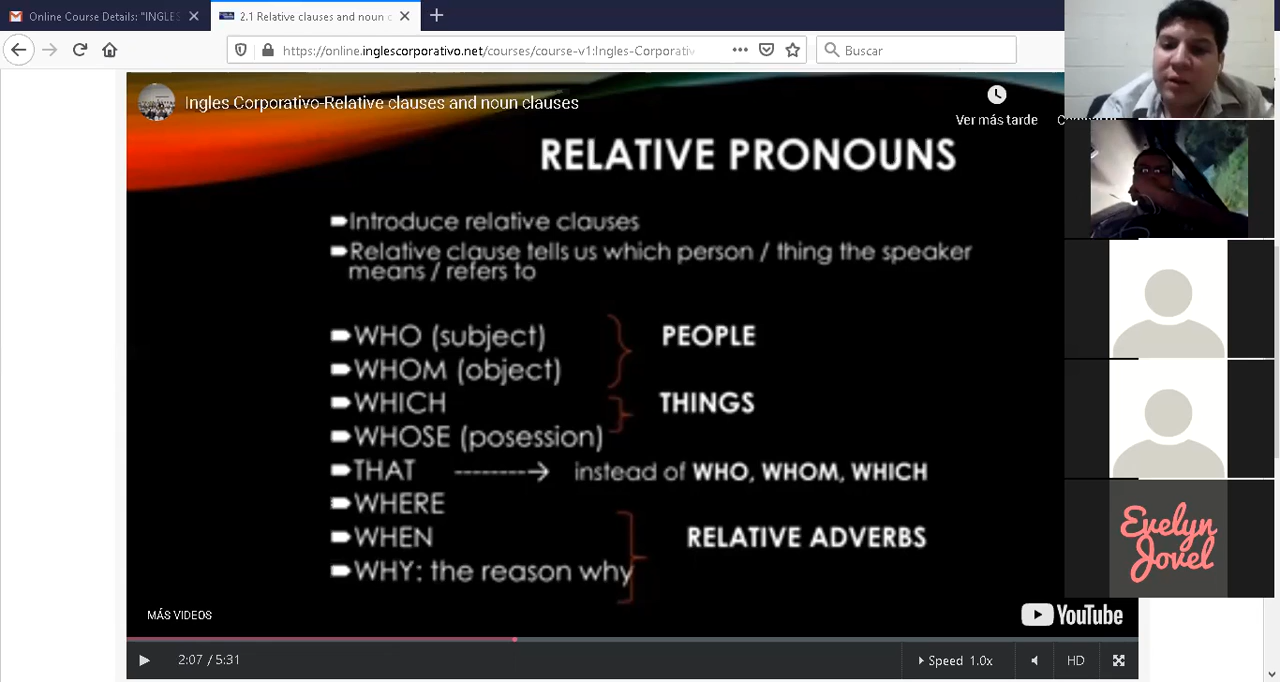 Online Course Details: "INGLES
2.1 Relative clauses and noun c
https://online.inglescorporativo.net/courses/course-v1:Ingles-Corporativ
Buscar
Ingles Corporativo-Relative clauses and noun clauses
Ver más tarde
RELATIVE PRONOUNS
Introduce relative clauses
Relative clause tells us which person / thing the speaker
means / refers to
WHO (subject)
PEOPLE
WHOM (object)
WHICH
THINGS
WHOSE (posession)
THAT --------→ instead of WHO, WHOM, WHICH
WHERE
WHEN
RELATIVE ADVERBS
WHY: the reason why
MÁS VIDEOS
YouTube
2:07 / 5:31
Speed 1.0x
HD
Evelyn
Jovel